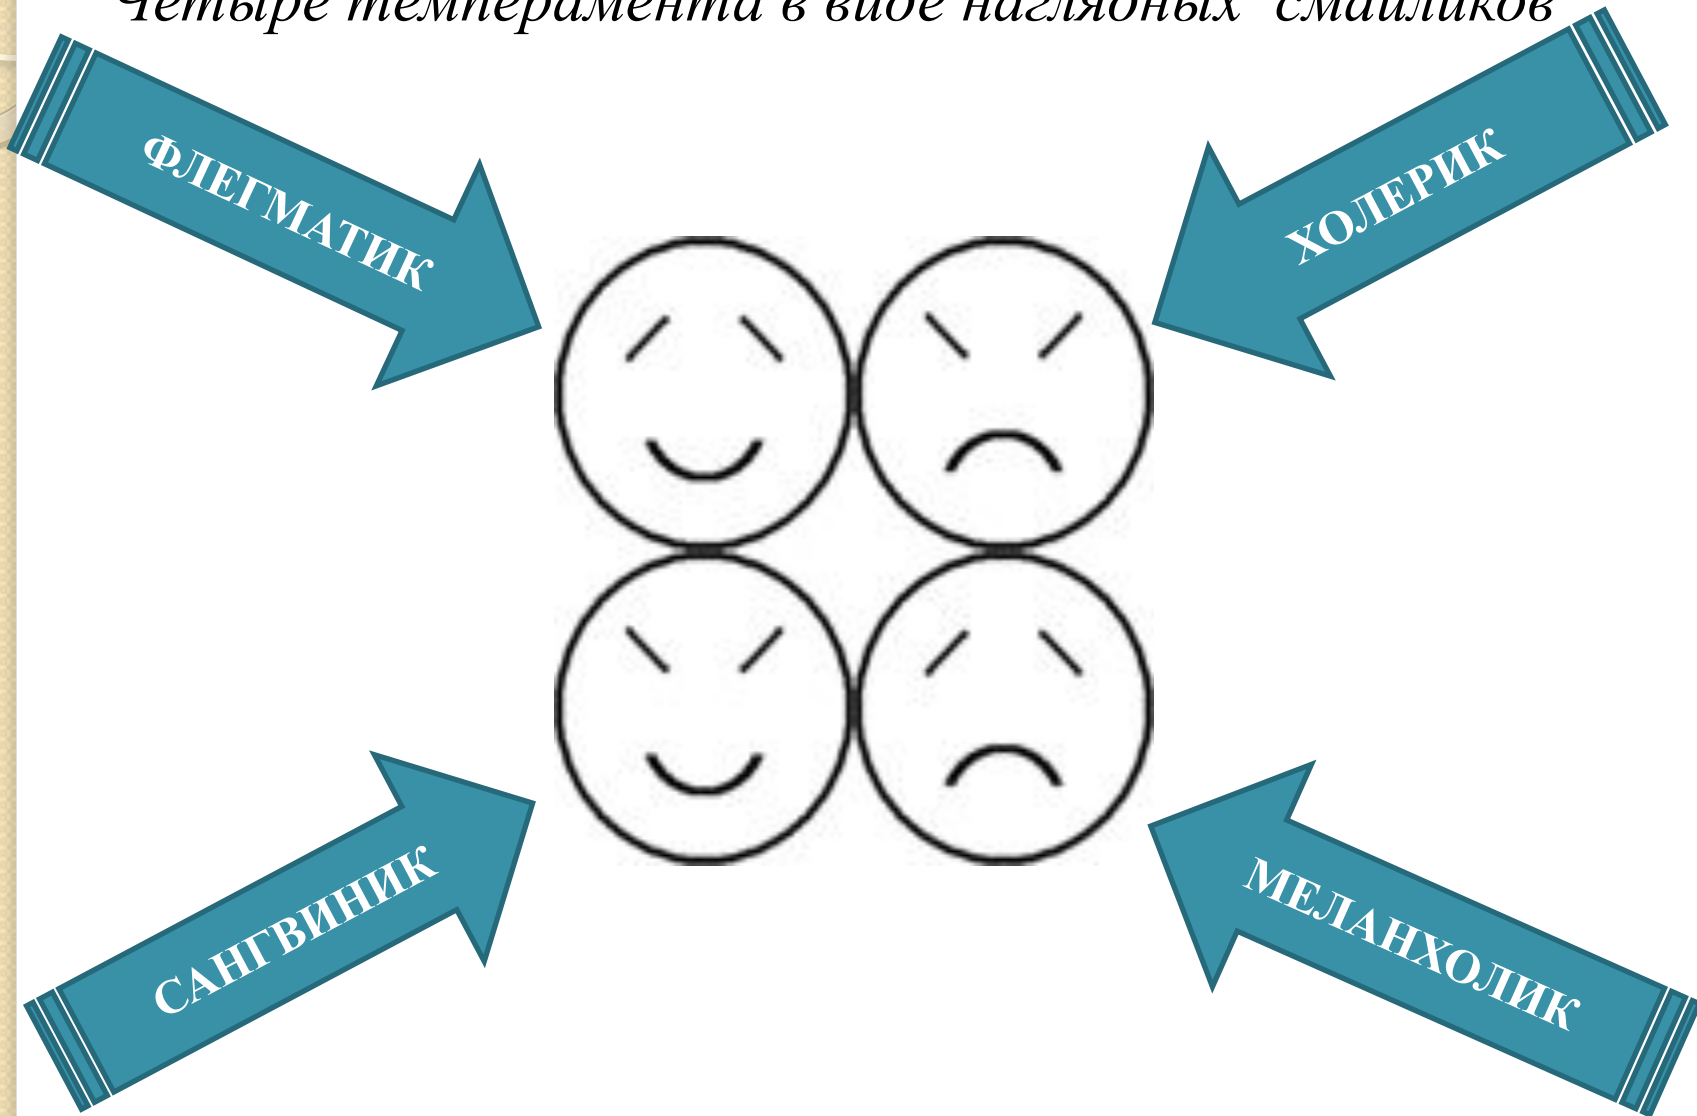 Четыре темперамента в виде наглядных смайликов
ФЛЕГМАТИК
ХОЛЕРИК
САНГВИНИК
МЕЛАНХОЛИК